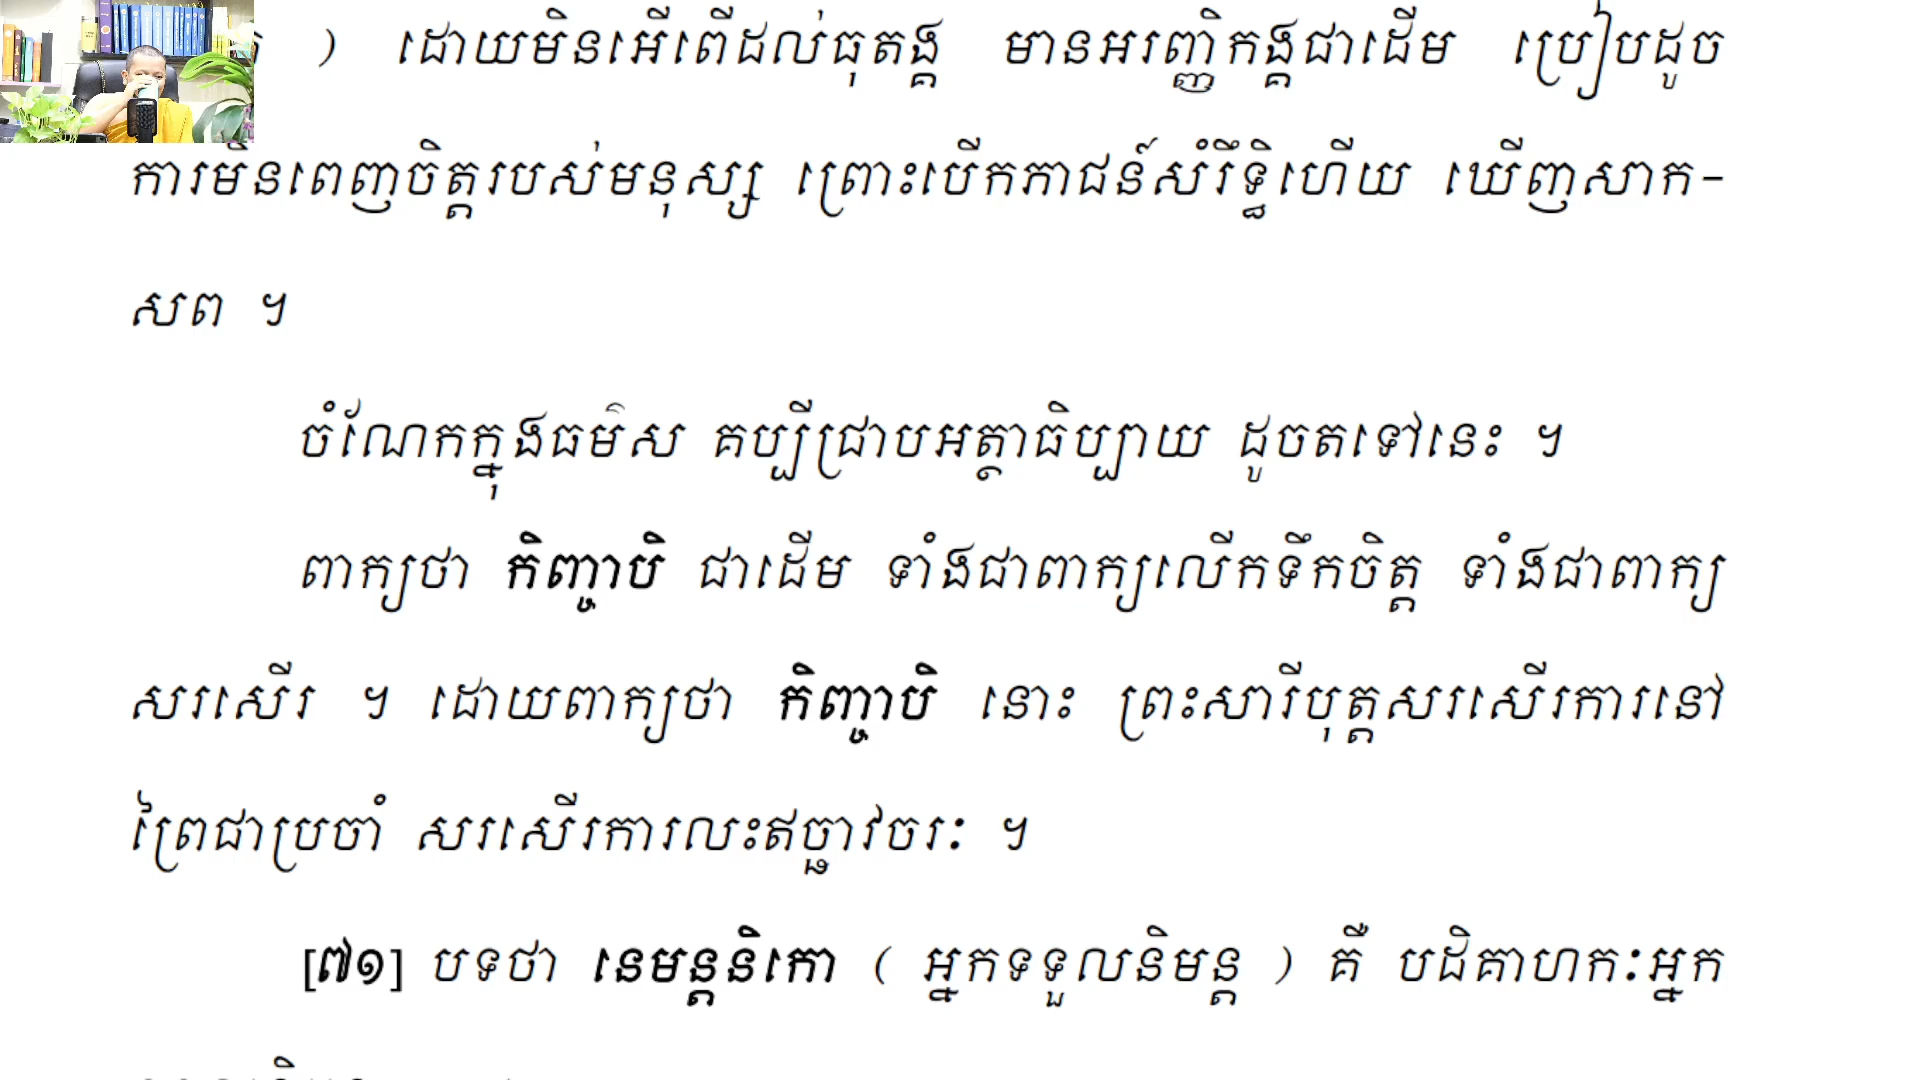 ) ដោយមិនអើពើដល់ធុតង្គ មានអរញ្ញិកង្គជាដើម ប្រៀបដូច
ការមិនពេញចិត្តរបស់មនុស្ស ព្រោះបើកភាជន៍សំរឹទ្ធិហើយ ឃើញសាក-
សព ។
ចំណែកក្នុងធម៌ស គប្បីជ្រាបអត្ថាធិប្បាយ ដូចតទៅនេះ ។
ពាក្យថា កិញ្ចាបិ ជាដើម ទាំងជាពាក្យលើកទឹកចិត្ត ទាំងជាពាក្យ
សរសើរ ។ ដោយពាក្យថា កិញ្ចាបិ នោះ ព្រះសារីបុត្តសរសើរការនៅ
ព្រៃជាប្រចាំ សរសើរការលះឥច្ឆាវចរៈ ។
[៧១] បទថា នេមន្តនិកោ ( អ្នកទទួលនិមន្ត ) គឺ បដិគាហកៈអ្នក